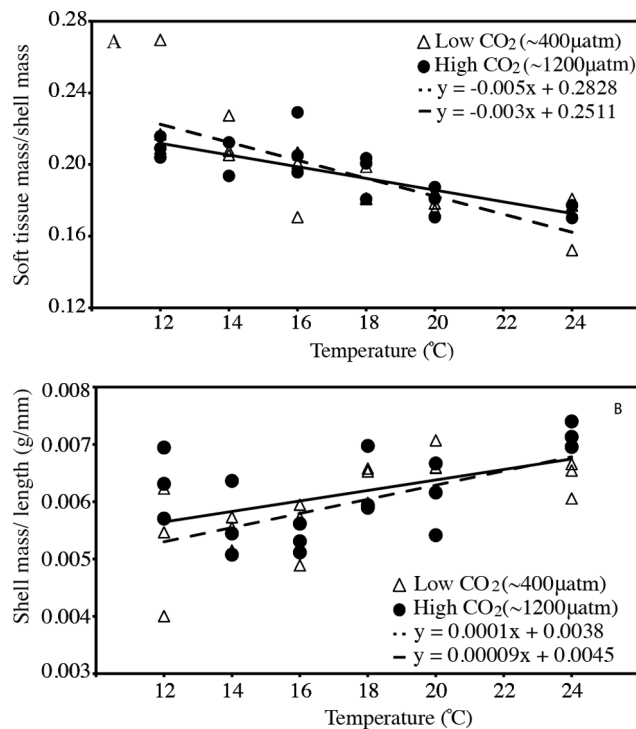 0.28
A
Low CO2(~400μatm)
High CO2(~1200μatm)
y = -0.005x + 0.2828
y = -0.003x + 0.2511
0.24
0.20
0.16
0.12
Soft tissue mass/shell mass
12 14 16 18 20 22 24
Temperature (℃)
0.008
B
0.007
0.006
0.005
0.004
0.003
Shell mass/ length (g/mm)
Low CO2(~400μatm)
High CO2(~1200μatm)
y = 0.0001x + 0.0038
y = 0.00009x + 0.0045
12 14 16 18 20 22 24
Temperature (℃)